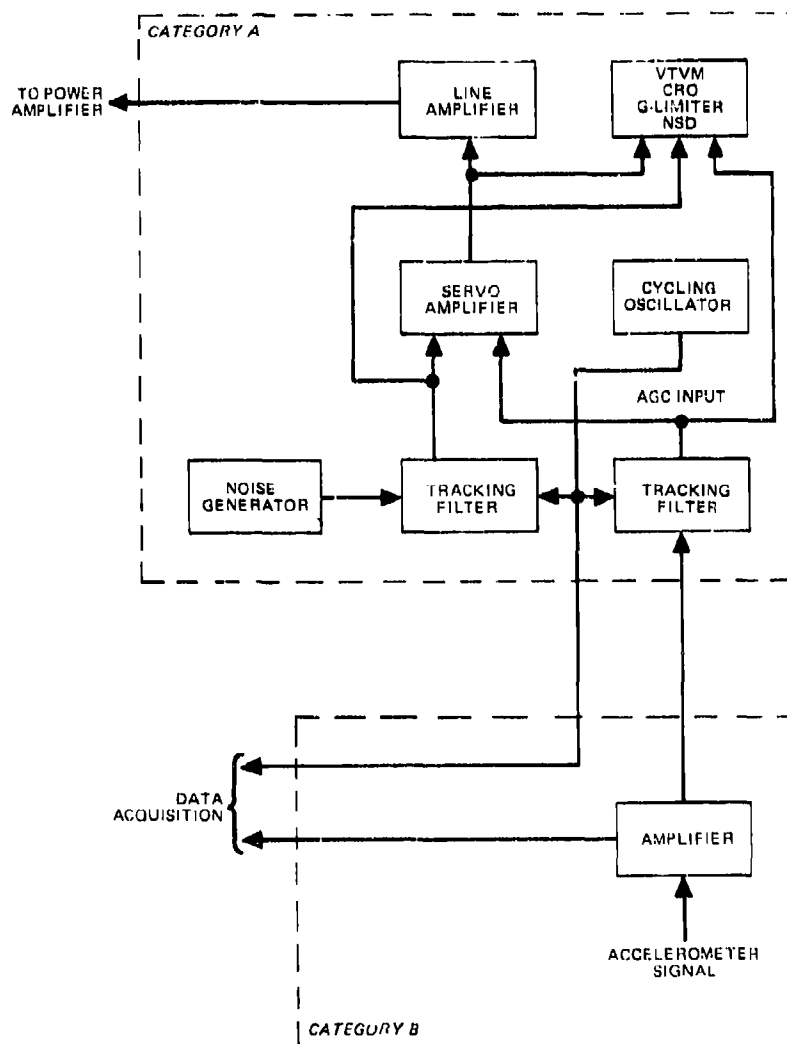 CATEGORY A
TO POWER
AMPLIFIER
LINE
AMPLIFIER
VTVM
CRO
G-LIMITER
NSD
SERVO
AMPLIFIER
CYCLING
OSCILLATOR
AGC INPUT
NOISE
GENERATOR
TRACKING
FILTER
TRACKING
FILTER
DATA
ACQUISITION
AMPLIFIER
ACCELEROMETER
SIGNAL
CATEGORY B